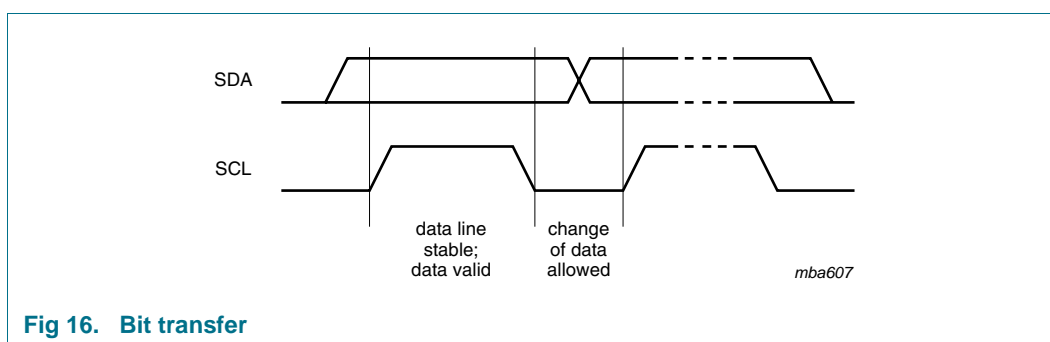 SDA
SCL
data line
stable;
data valid
change
of data
allowed
mba607
Fig 16. Bit transfer